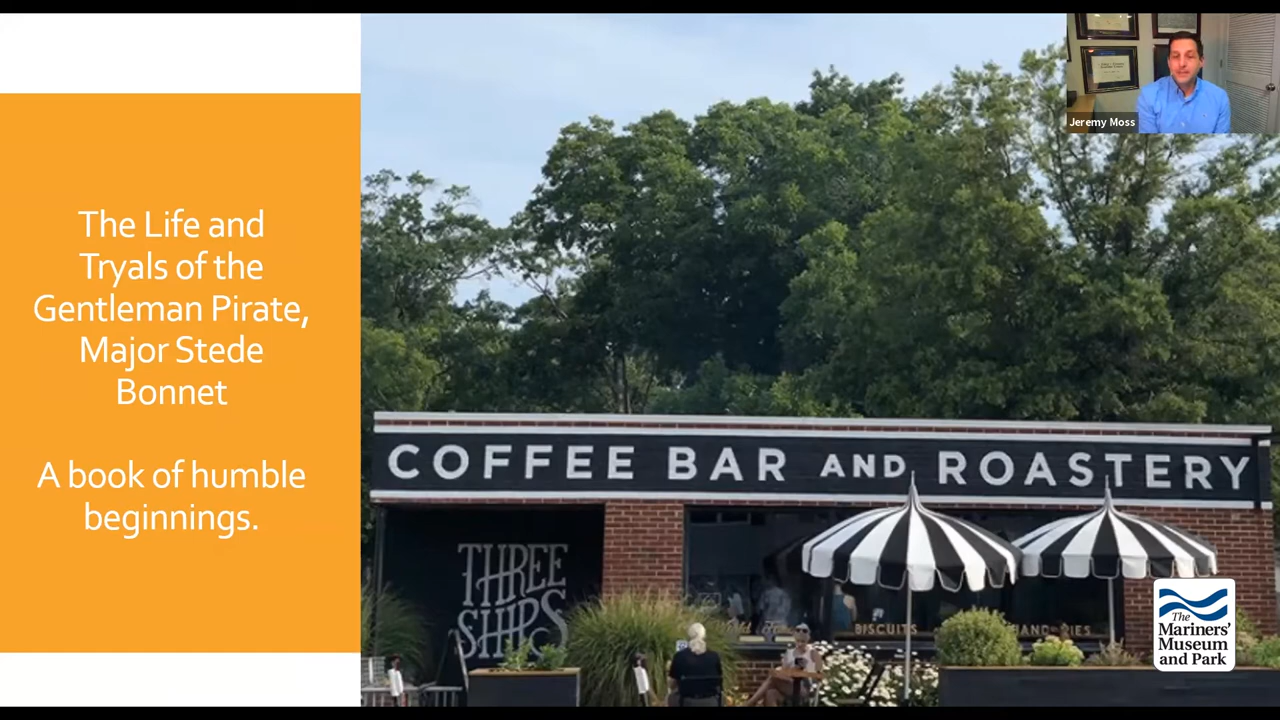 The Life and
Tryals of the
Gentleman Pirate,
Major Stede
Bonnet
A book of humble
beginnings.
Jeremy Moss
COFFEE BAR AND ROASTERY
THREE
SHIPS
BISCUITS
The
Mariners'
Museum
and Park